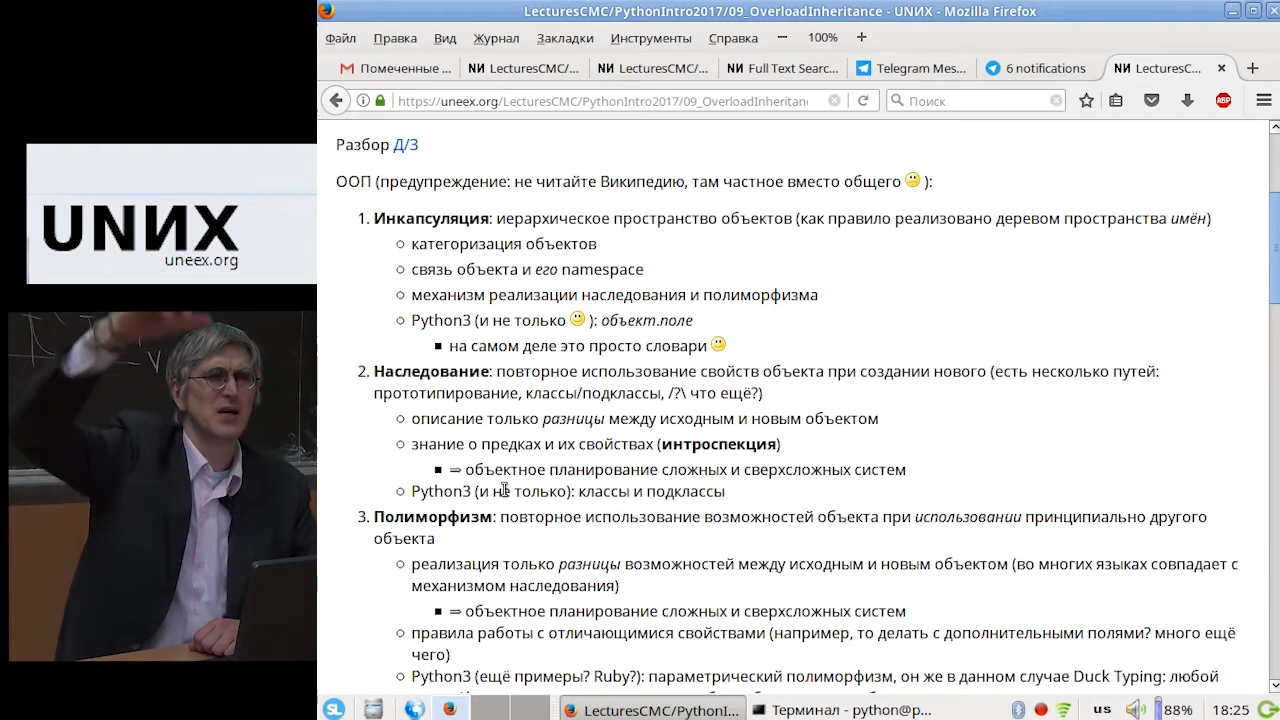 LecturesCMC/PythonIntro2017/09_OverloadInheritance - UNИX - Mozilla Firefox
Файл Правка Вид Журнал Закладки Инструменты Справка − 100% +
Помеченные ... LecturesCMC/... LecturesCMC/... Full Text Searc... Telegram Mes... 6 notifications LecturesC...
https://uneex.org/LecturesCMC/PythonIntro2017/09_OverloadInheritanc Поиск ABP
UNИX
uneex.org
Разбор Д/З
ООП (предупреждение: не читайте Википедию, там частное вместо общего ):
1. Инкапсуляция: иерархическое пространство объектов (как правило реализовано деревом пространства имён)
категоризация объектов
связь объекта и его namespace
механизм реализации наследования и полиморфизма
Python3 (и не только ): объект.поле
на самом деле это просто словари
2. Наследование: повторное использование свойств объекта при создании нового (есть несколько путей:
прототипирование, классы/подклассы, /?\ что ещё?)
описание только разницы между исходным и новым объектом
знание о предках и их свойствах (интроспекция)
⇒ объектное планирование сложных и сверхсложных систем
Python3 (и не только): классы и подклассы
3. Полиморфизм: повторное использование возможностей объекта при использовании принципиально другого
объекта
реализация только разницы возможностей между исходным и новым объектом (во многих языках совпадает с
механизмом наследования)
⇒ объектное планирование сложных и сверхсложных систем
правила работы с отличающимися свойствами (например, то делать с дополнительными полями? много ещё
чего)
Python3 (ещё примеры? Ruby?): параметрический полиморфизм, он же в данном случае Duck Typing: любой
SL LecturesCMC/PythonI... Терминал - python@p... us 88% 18:25